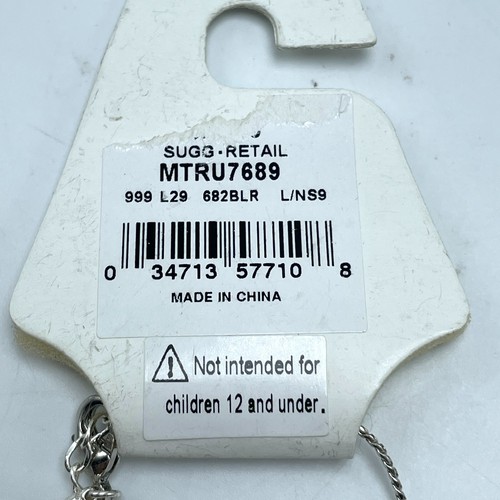 SUGG-RETAIL
MTRU7689
999 L29 682BLR L/NS9
0 34713 57710 8
MADE IN CHINA
Not intended for
children 12 and under.